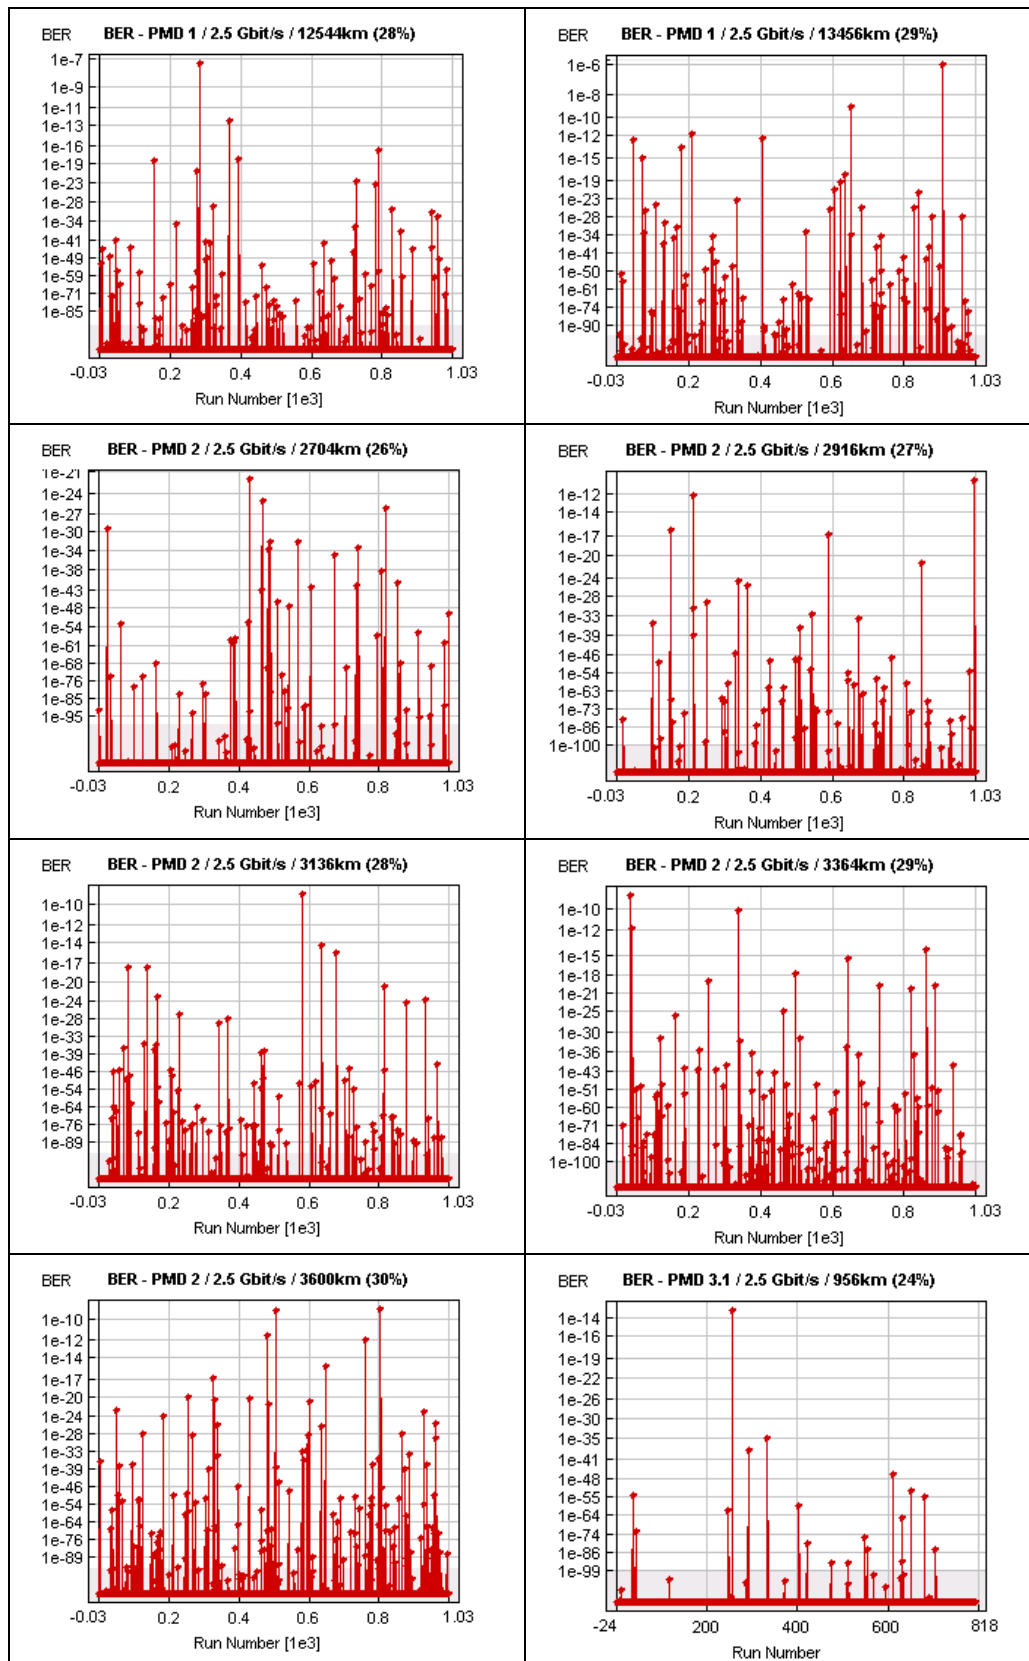 BER BER - PMD 1 / 2.5 Gbit/s / 12544km (28%)
1e-7
1e-9
1e-11
1e-13
1e-16
1e-19
1e-23
1e-28
1e-34
1e-41
1e-49
1e-59
1e-71
1e-85
-0.03 0.2 0.4 0.6 0.8 1.03
Run Number [1e3]
BER BER - PMD 1 / 2.5 Gbit/s / 13456km (29%)
1e-6
1e-8
1e-10
1e-12
1e-15
1e-19
1e-23
1e-28
1e-34
1e-41
1e-50
1e-61
1e-74
1e-90
-0.03 0.2 0.4 0.6 0.8 1.03
Run Number [1e3]
BER BER - PMD 2 / 2.5 Gbit/s / 2704km (26%)
1e-21
1e-24
1e-27
1e-30
1e-34
1e-38
1e-43
1e-48
1e-54
1e-61
1e-68
1e-76
1e-85
1e-95
-0.03 0.2 0.4 0.6 0.8 1.03
Run Number [1e3]
BER BER - PMD 2 / 2.5 Gbit/s / 2916km (27%)
1e-12
1e-14
1e-17
1e-20
1e-24
1e-28
1e-33
1e-39
1e-46
1e-54
1e-63
1e-73
1e-86
1e-100
-0.03 0.2 0.4 0.6 0.8 1.03
Run Number [1e3]
BER BER - PMD 2 / 2.5 Gbit/s / 3136km (28%)
1e-10
1e-12
1e-14
1e-17
1e-20
1e-24
1e-28
1e-33
1e-39
1e-46
1e-54
1e-64
1e-76
1e-89
-0.03 0.2 0.4 0.6 0.8 1.03
Run Number [1e3]
BER BER - PMD 2 / 2.5 Gbit/s / 3364km (29%)
1e-10
1e-12
1e-15
1e-18
1e-21
1e-25
1e-30
1e-36
1e-43
1e-51
1e-60
1e-71
1e-84
1e-100
-0.03 0.2 0.4 0.6 0.8 1.03
Run Number [1e3]
BER BER - PMD 2 / 2.5 Gbit/s / 3600km (30%)
1e-10
1e-12
1e-14
1e-17
1e-20
1e-24
1e-28
1e-33
1e-39
1e-46
1e-54
1e-64
1e-76
1e-89
-0.03 0.2 0.4 0.6 0.8 1.03
Run Number [1e3]
BER BER - PMD 3.1 / 2.5 Gbit/s / 956km (24%)
1e-14
1e-16
1e-19
1e-22
1e-26
1e-30
1e-35
1e-41
1e-48
1e-55
1e-64
1e-74
1e-86
1e-99
-24 200 400 600 818
Run Number